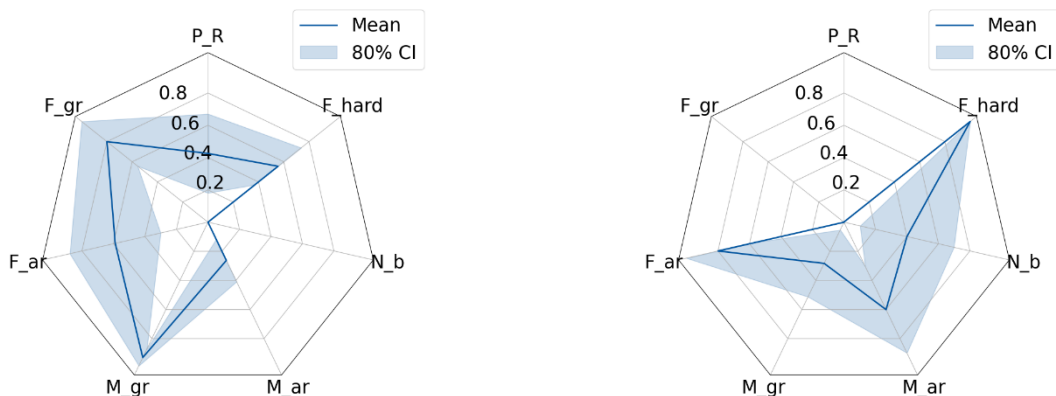 Mean
80% CI
P_R
F_gr
F_hard
0.8
0.6
0.4
0.2
F_ar
N_b
M_gr
M_ar
Mean
80% CI
P_R
F_gr
F_hard
0.8
0.6
0.4
0.2
F_ar
N_b
M_gr
M_ar